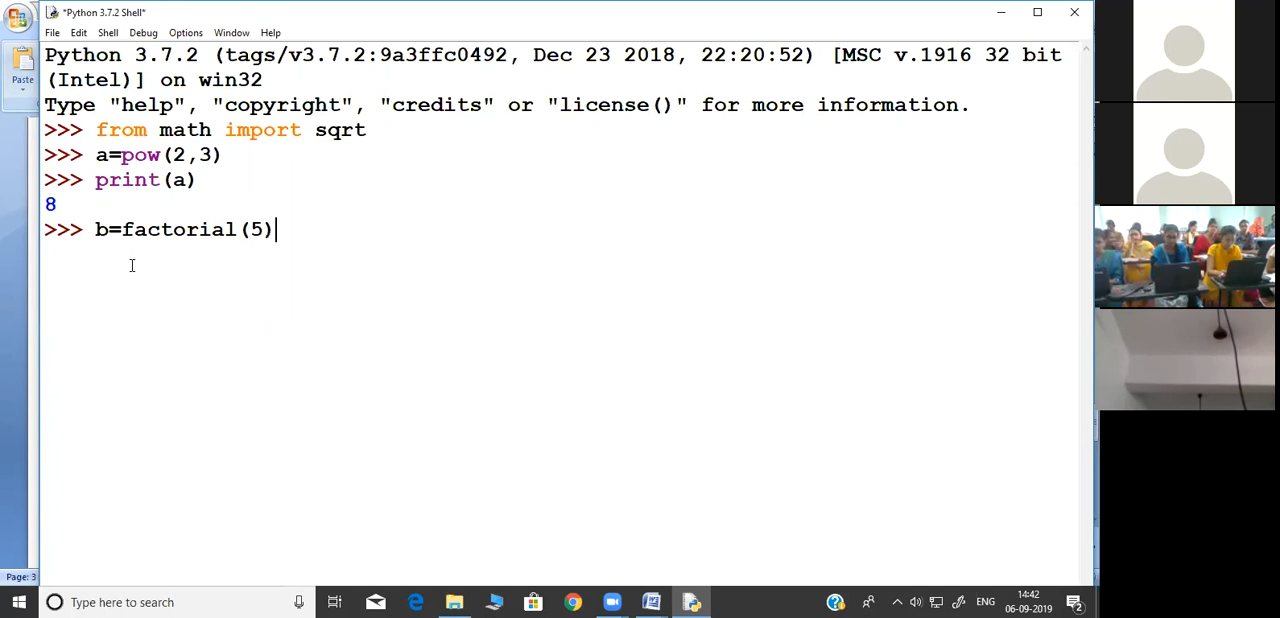 *Python 3.7.2 Shell*
File Edit Shell Debug Options Window Help
Paste
Python 3.7.2 (tags/v3.7.2:9a3ffc0492, Dec 23 2018, 22:20:52) [MSC v.1916 32 bit
(Intel)] on win32
Type "help", "copyright", "credits" or "license()" for more information.
>>> from math import sqrt
>>> a=pow(2,3)
>>> print(a)
8
>>> b=factorial(5)
Page: 3
Type here to search
ENG
14:42
06-09-2019
2